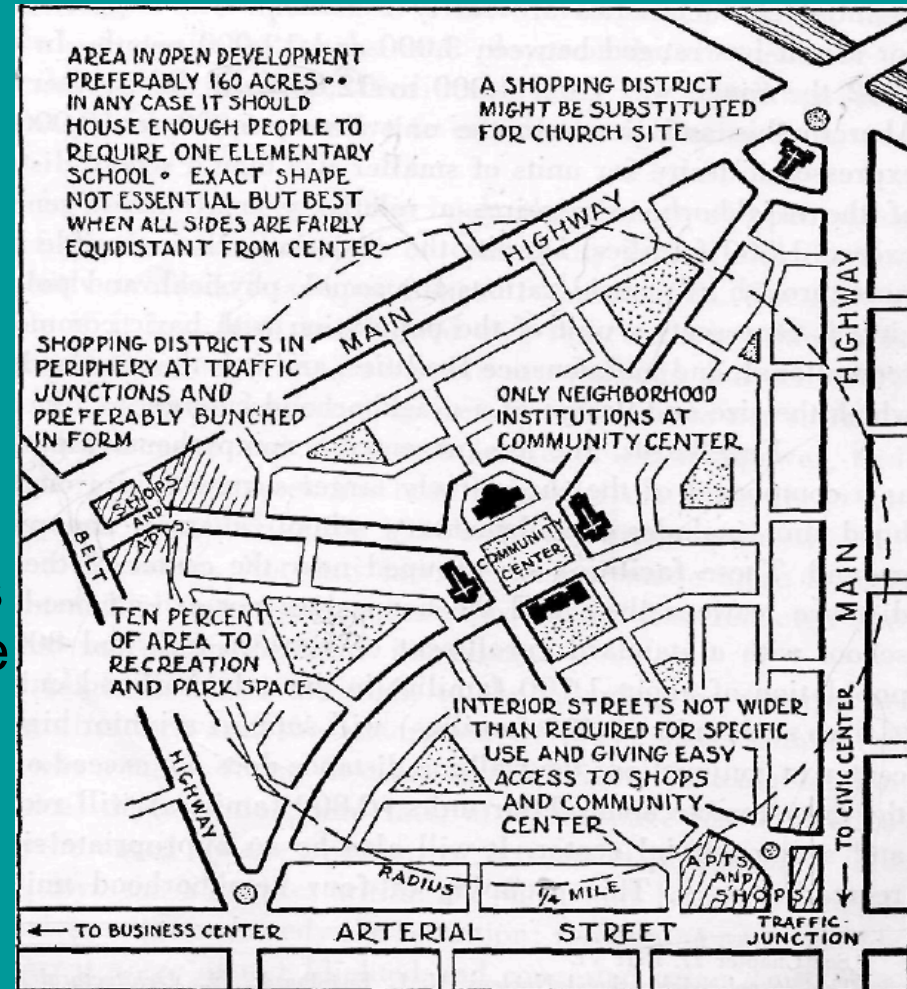 AREA IN OPEN DEVELOPMENT
PREFERABLY 160 ACRES • •
IN ANY CASE IT SHOULD
HOUSE ENOUGH PEOPLE TO
REQUIRE ONE ELEMENTARY
SCHOOL • EXACT SHAPE
NOT ESSENTIAL BUT BEST
WHEN ALL SIDES ARE FAIRLY
EQUIDISTANT FROM CENTER
A SHOPPING DISTRICT
MIGHT BE SUBSTITUTED
FOR CHURCH SITE
MAIN HIGHWAY
SHOPPING DISTRICTS IN
PERIPHERY AT TRAFFIC
JUNCTIONS AND
PREFERABLY BUNCHED
IN FORM
ONLY NEIGHBORHOOD
INSTITUTIONS AT
COMMUNITY CENTER
SHOPS
AND
APTS
BELT
HIGHWAY
COMMUNITY
CENTER
TEN PERCENT
OF AREA TO
RECREATION
AND PARK SPACE
INTERIOR STREETS NOT WIDER
THAN REQUIRED FOR SPECIFIC
USE AND GIVING EASY
ACCESS TO SHOPS
AND COMMUNITY
CENTER
MAIN HIGHWAY
TO CIVIC CENTER
RADIUS ¼ MILE
APTS
AND
SHOPS
TRAFFIC
JUNCTION
← TO BUSINESS CENTER
ARTERIAL STREET